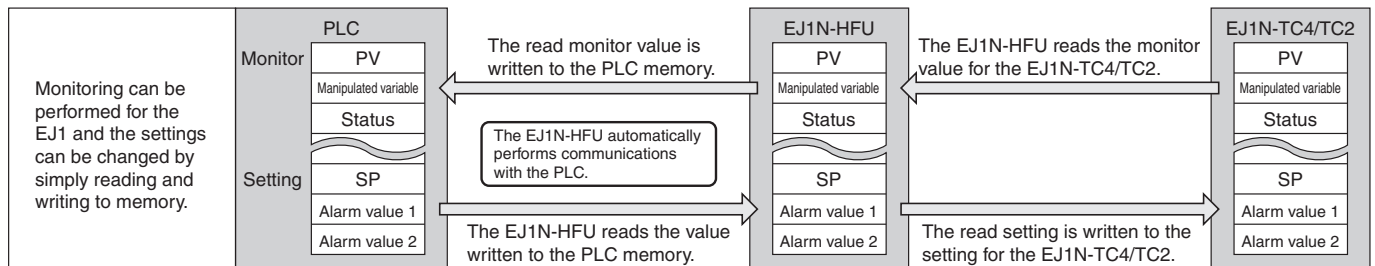 Monitoring can be
performed for the
EJ1 and the settings
can be changed by
simply reading and
writing to memory.
PLC
Monitor
PV
Manipulated variable
Status
Setting
SP
Alarm value 1
Alarm value 2
The read monitor value is
written to the PLC memory.
The EJ1N-HFU automatically
performs communications
with the PLC.
The EJ1N-HFU reads the value
written to the PLC memory.
EJ1N-HFU
PV
Manipulated variable
Status
SP
Alarm value 1
Alarm value 2
The EJ1N-HFU reads the monitor
value for the EJ1N-TC4/TC2.
The read setting is written to the
setting for the EJ1N-TC4/TC2.
EJ1N-TC4/TC2
PV
Manipulated variable
Status
SP
Alarm value 1
Alarm value 2